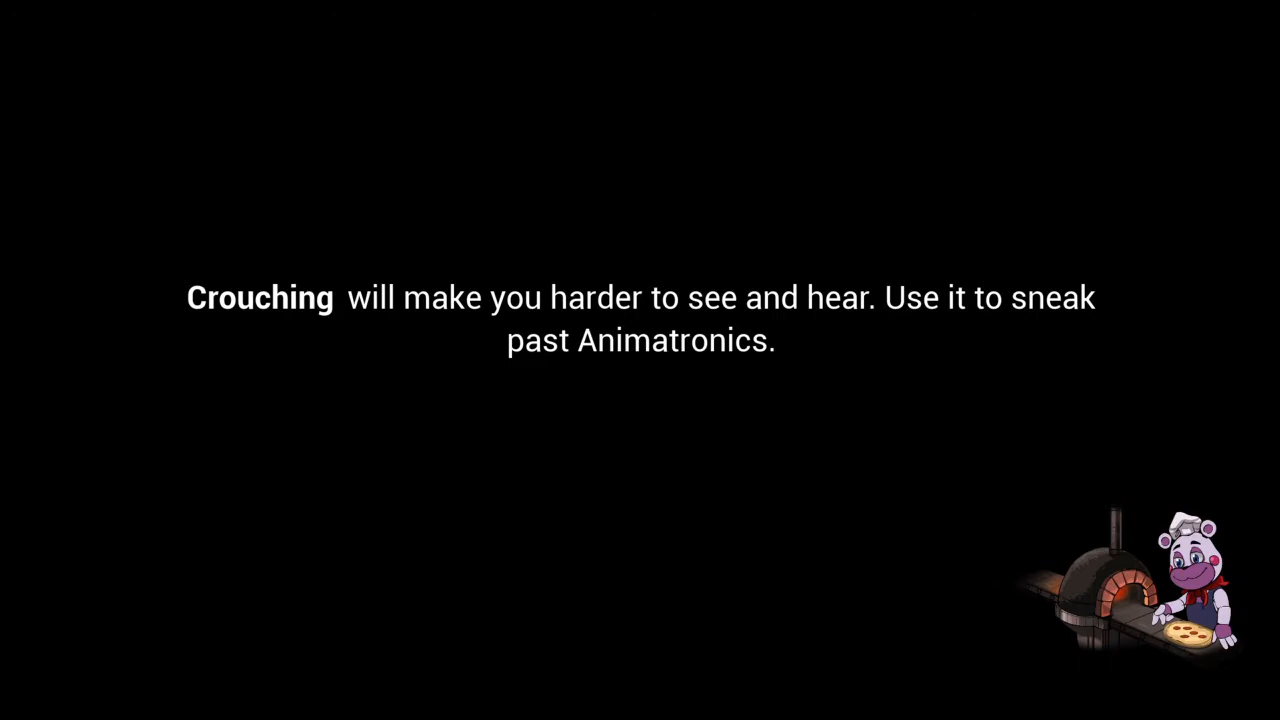 Crouching will make you harder to see and hear. Use it to sneak
past Animatronics.